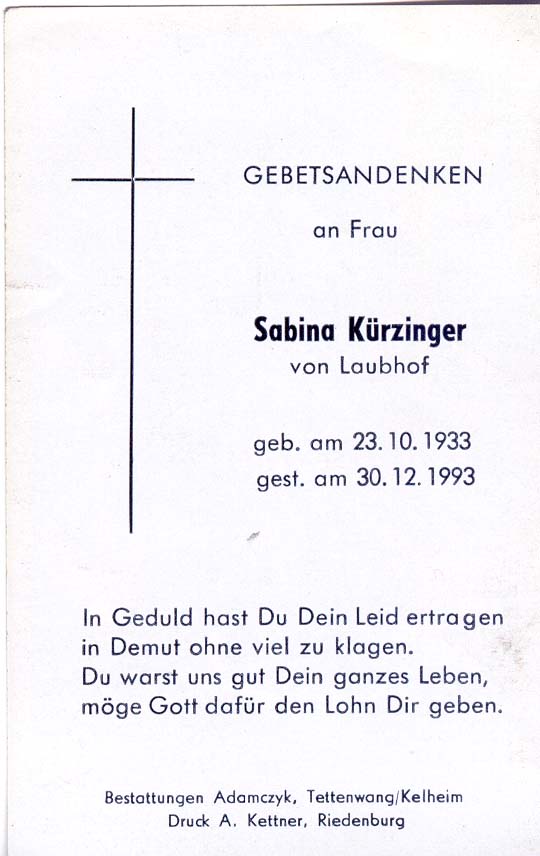 GEBETSANDENKEN
an Frau
Sabina Kürzinger
von Laubhof
geb. am 23.10.1933
gest. am 30.12.1993
In Geduld hast Du Dein Leid ertragen
in Demut ohne viel zu klagen.
Du warst uns gut Dein ganzes Leben,
möge Gott dafür den Lohn Dir geben.
Bestattungen Adamczyk, Tettenwang/Kelheim
Druck A. Kettner, Riedenburg